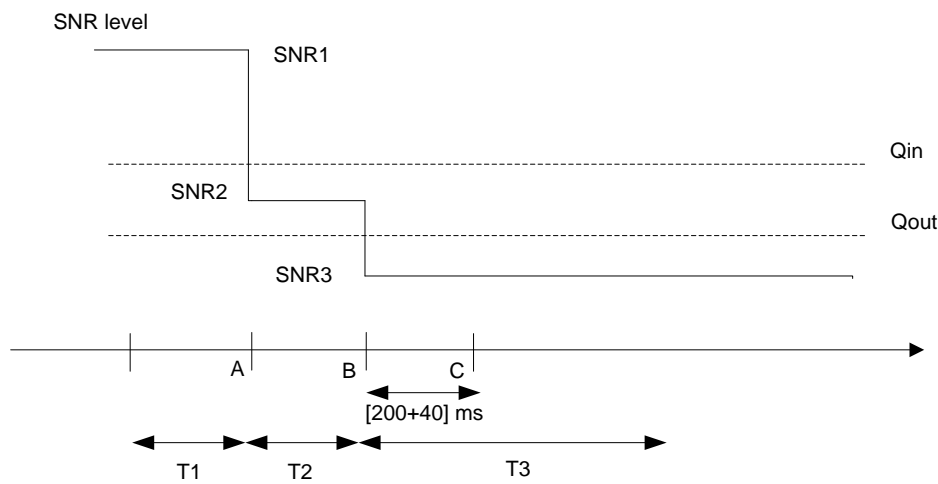 SNR level
SNR1
Qin
SNR2
Qout
SNR3
A
B
C
[200+40] ms
T1
T2
T3